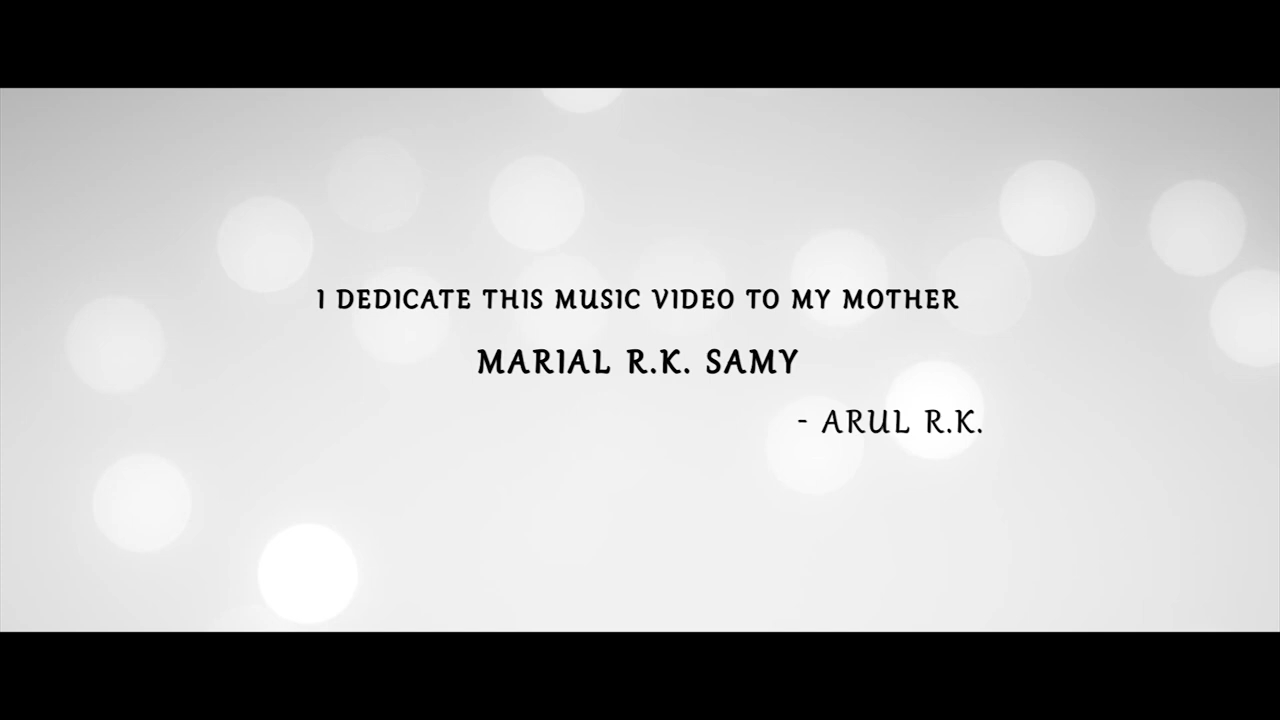 I DEDICATE THIS MUSIC VIDEO TO MY MOTHER
MARIAL R.K. SAMY
- ARUL R.K.